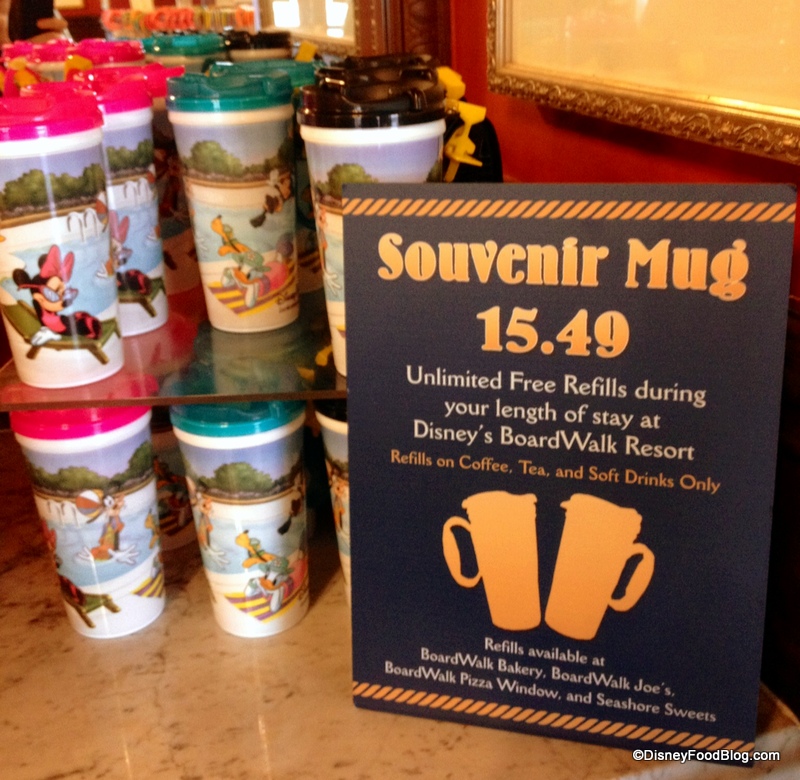 Souvenir Mug
15.49
Unlimited Free Refills during
your length of stay at
Disney's BoardWalk Resort
Refills on Coffee, Tea, and Soft Drinks Only
Refills available at
BoardWalk Bakery, BoardWalk Joe's,
BoardWalk Pizza Window, and Seashore Sweets
©DisneyFoodBlog.com